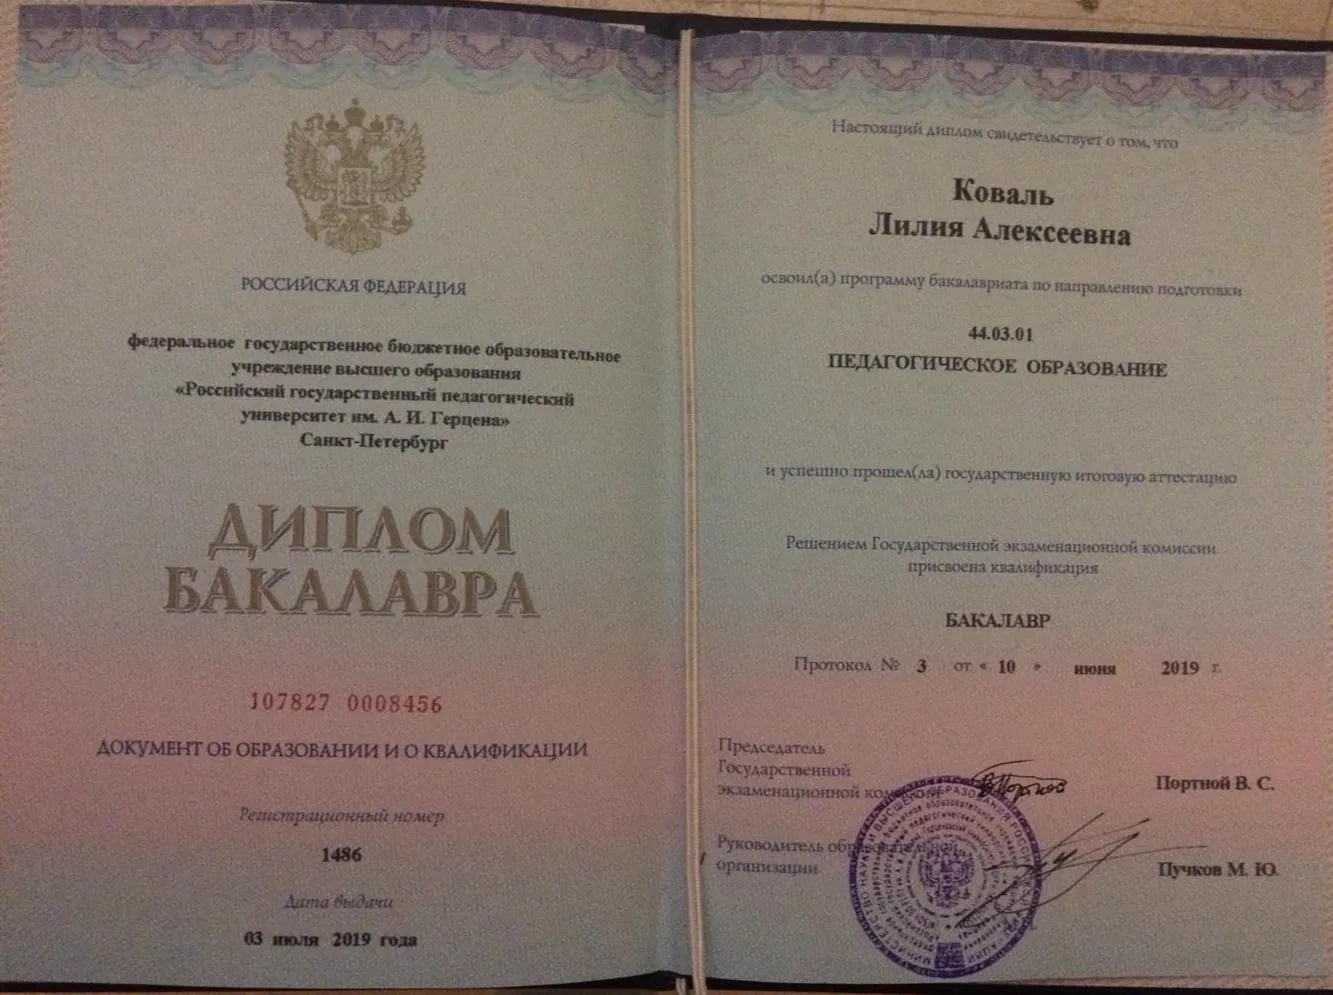 РОССИЙСКАЯ ФЕДЕРАЦИЯ
федеральное государственное бюджетное образовательное
учреждение высшего образования
«Российский государственный педагогический
университет им. А. И. Герцена»
Санкт-Петербург
ДИПЛОМ
БАКАЛАВРА
107827 0008456
ДОКУМЕНТ ОБ ОБРАЗОВАНИИ И О КВАЛИФИКАЦИИ
Регистрационный номер
1486
Дата выдачи
03 июля 2019 года
Настоящий диплом свидетельствует о том, что
Коваль
Лилия Алексеевна
освоил(а) программу бакалавриата по направлению подготовки
44.03.01
ПЕДАГОГИЧЕСКОЕ ОБРАЗОВАНИЕ
и успешно прошел(ла) государственную итоговую аттестацию
Решением Государственной экзаменационной комиссии
присвоена квалификация
БАКАЛАВР
Протокол № 3 от « 10 » июня 2019 г.
Председатель
Государственной
экзаменационной комиссии
Портной В. С.
Руководитель образовательной
организации
Пучков М. Ю.